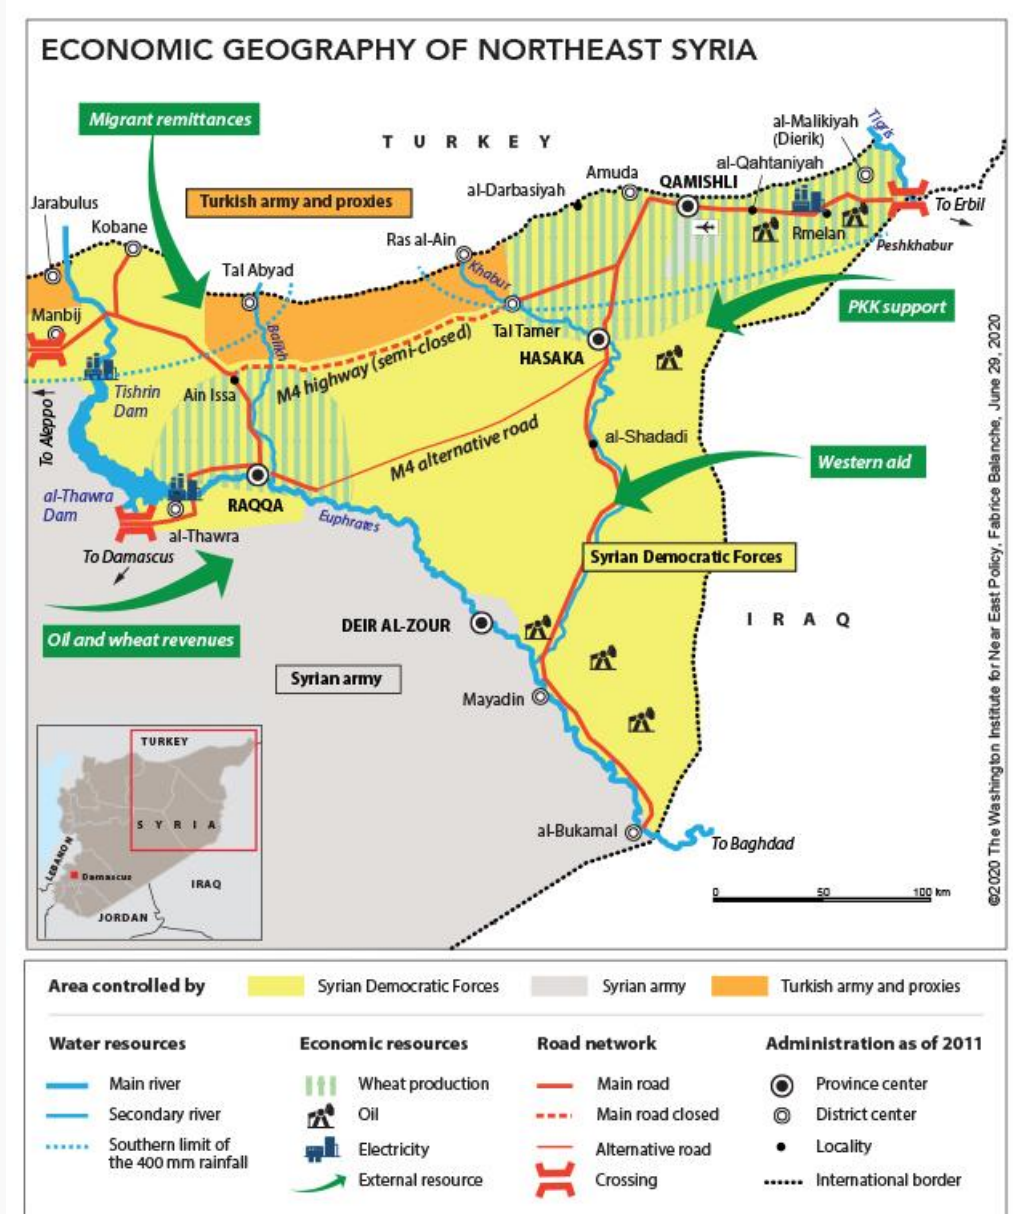 ECONOMIC GEOGRAPHY OF NORTHEAST SYRIA
Migrant remittances
TURKEY
al-Malikiyah
(Dierik)
Tigris
al-Qahtaniyah
Amuda
QAMISHLI
al-Darbasiyah
Jarabulus
Turkish army and proxies
To Erbil
Kobane
Ras al-Ain
Rmelan
Peshkhabur
Khabur
Tal Abyad
PKK support
Manbij
Balikh
Tal Tamer
HASAKA
M4 highway (semi-closed)
Tishrin
Dam
Ain Issa
To Aleppo
al-Shadadi
M4 alternative road
Western aid
al-Thawra
Dam
RAQQA
Euphrates
al-Thawra
To Damascus
Syrian Democratic Forces
IRAQ
DEIR AL-ZOUR
Oil and wheat revenues
Syrian army
Mayadin
al-Bukamal
To Baghdad
0 50 100 km
TURKEY
SYRIA
LEBANON
Damascus
IRAQ
JORDAN
©2020 The Washington Institute for Near East Policy, Fabrice Balanche, June 29, 2020
Area controlled by
Syrian Democratic Forces
Syrian army
Turkish army and proxies
Water resources
Main river
Secondary river
Southern limit of
the 400 mm rainfall
Economic resources
Wheat production
Oil
Electricity
External resource
Road network
Main road
Main road closed
Alternative road
Crossing
Administration as of 2011
Province center
District center
Locality
International border